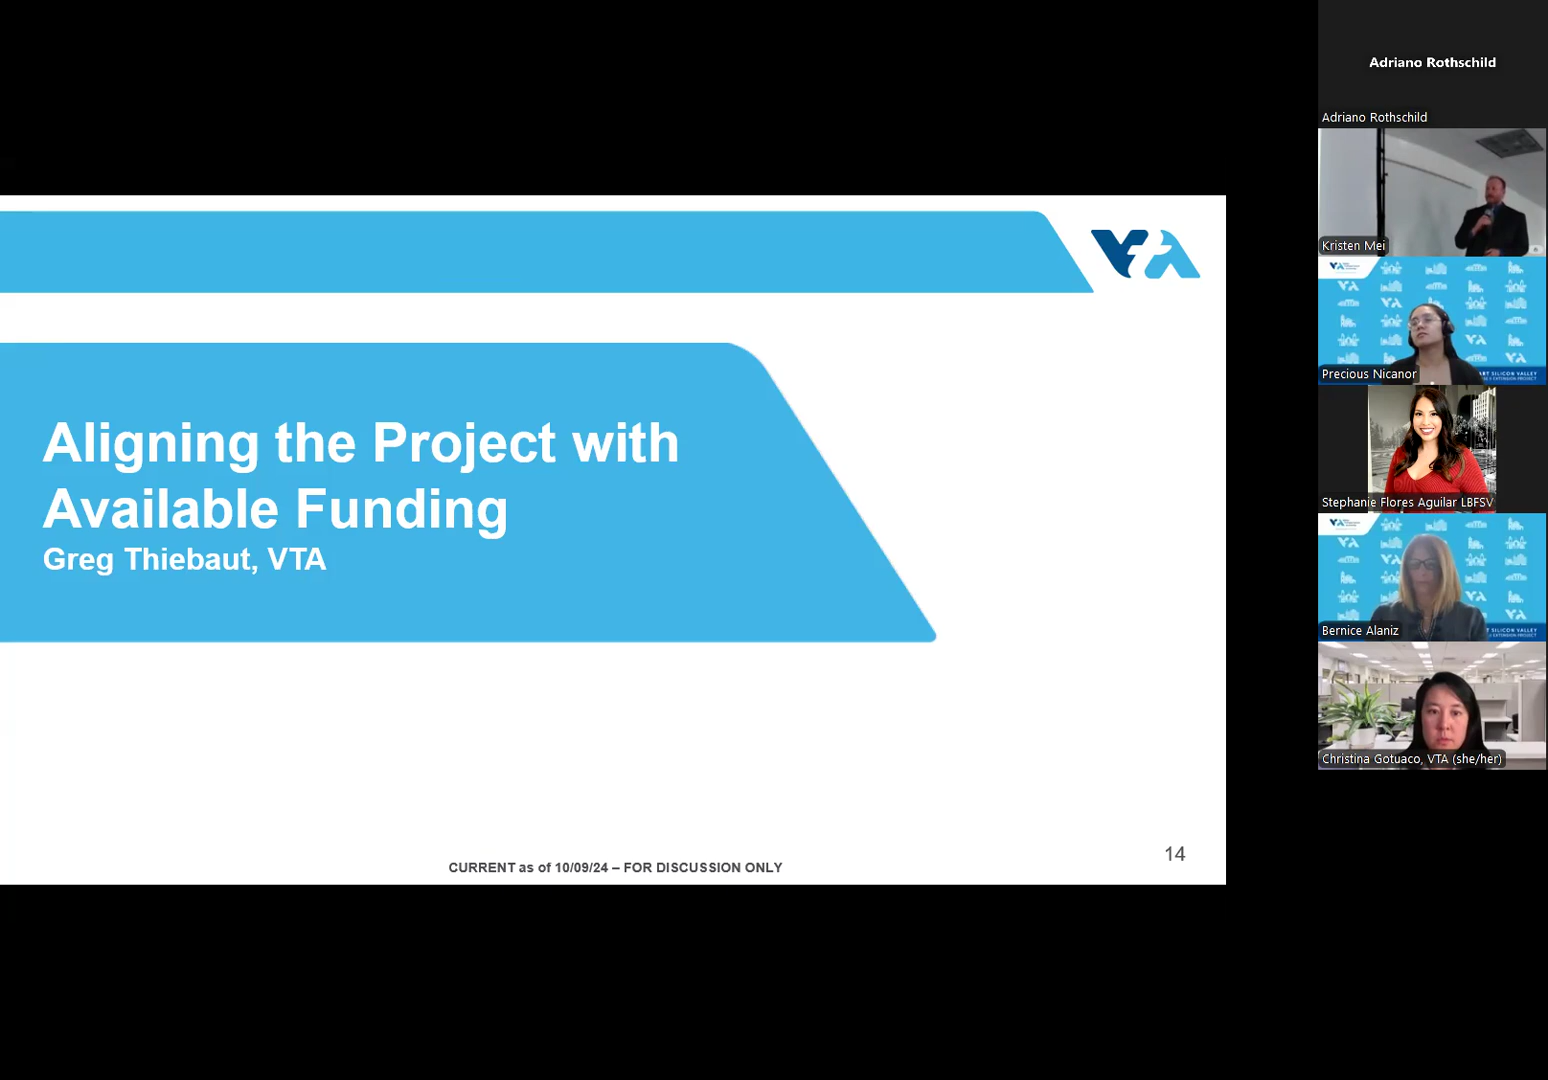 Adriano Rothschild
Adriano Rothschild
Kristen Mei
Precious Nicanor
Stephanie Flores Aguilar LBFSV
Bernice Alaniz
Christina Gotuaco, VTA (she/her)
VTA
Aligning the Project with
Available Funding
Greg Thiebaut, VTA
CURRENT as of 10/09/24 – FOR DISCUSSION ONLY
14